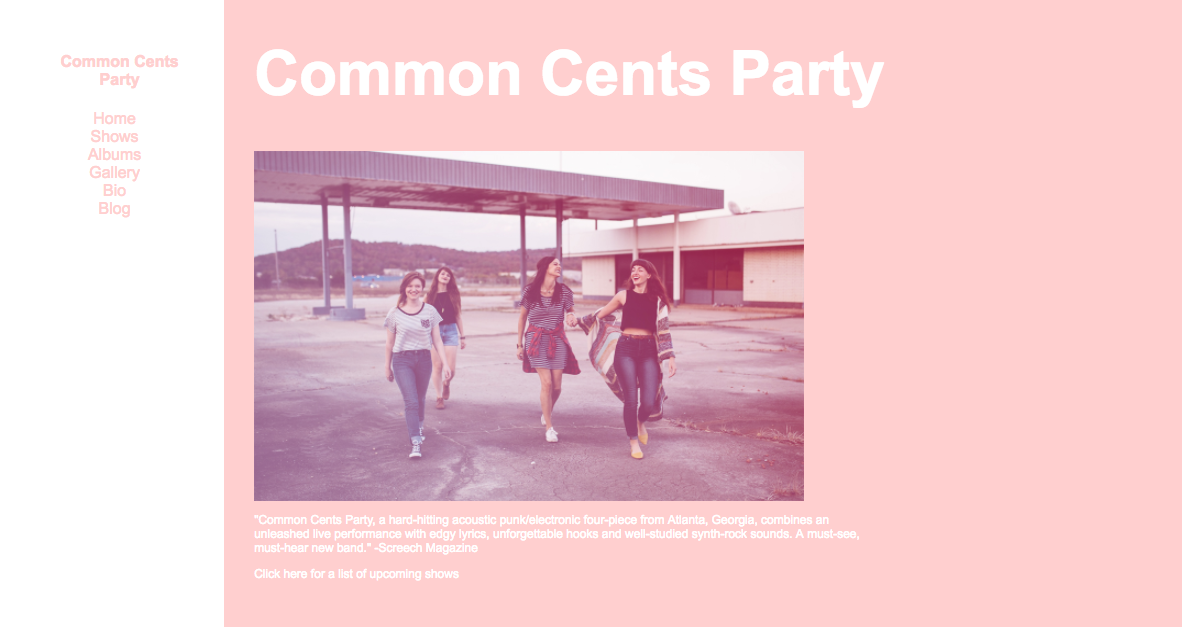 Common Cents
Party
Home
Shows
Albums
Gallery
Bio
Blog
Common Cents Party
"Common Cents Party, a hard-hitting acoustic punk/electronic four-piece from Atlanta, Georgia, combines an
unleashed live performance with edgy lyrics, unforgettable hooks and well-studied synth-rock sounds. A must-see,
must-hear new band." -Screech Magazine
Click here for a list of upcoming shows